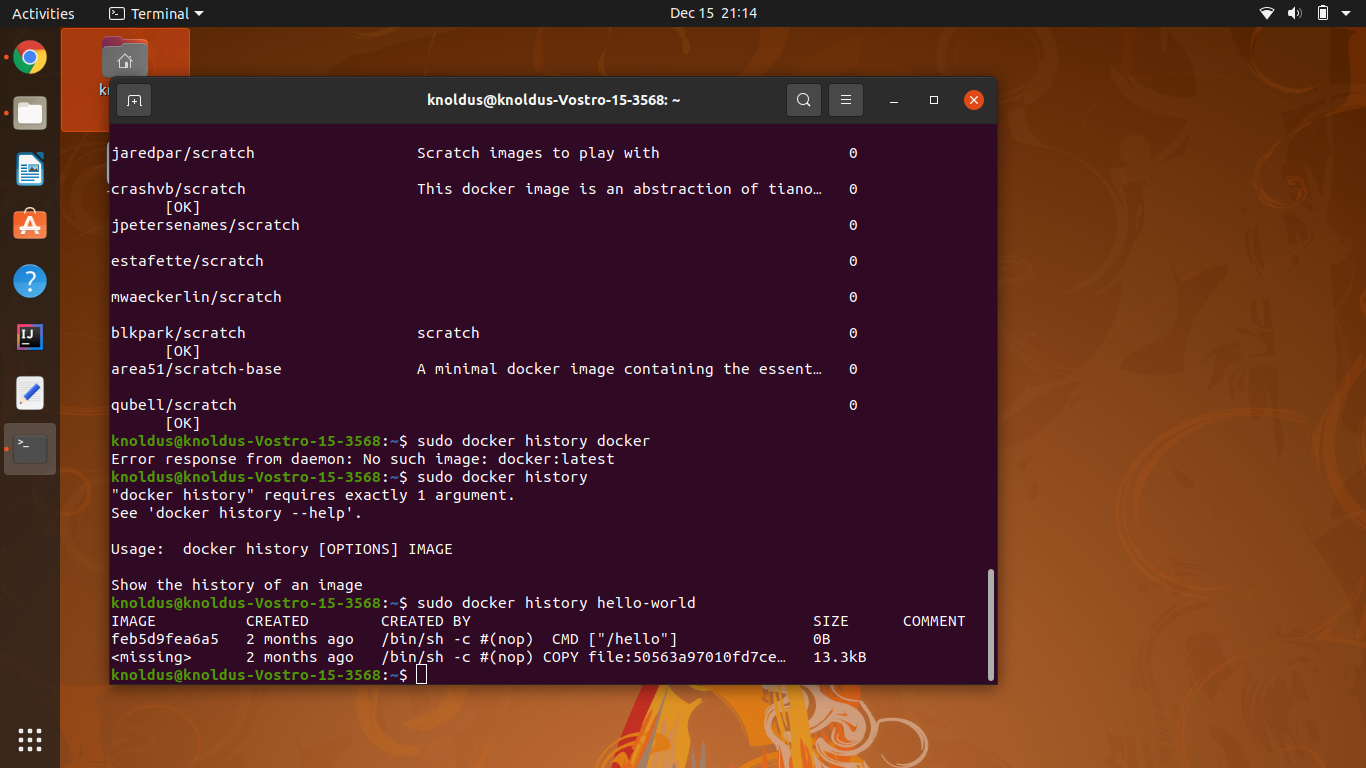 Activities Terminal Dec 15 21:14
knoldus@knoldus-Vostro-15-3568: ~
jaredpar/scratch Scratch images to play with 0
crashvb/scratch This docker image is an abstraction of tiano… 0
[OK]
jpetersenames/scratch 0
estafette/scratch 0
mwaeckerlin/scratch 0
blkpark/scratch scratch 0
[OK]
area51/scratch-base A minimal docker image containing the essent… 0
qubell/scratch 0
[OK]
knoldus@knoldus-Vostro-15-3568:~$ sudo docker history docker
Error response from daemon: No such image: docker:latest
knoldus@knoldus-Vostro-15-3568:~$ sudo docker history
"docker history" requires exactly 1 argument.
See 'docker history --help'.
Usage:  docker history [OPTIONS] IMAGE
Show the history of an image
knoldus@knoldus-Vostro-15-3568:~$ sudo docker history hello-world
IMAGE CREATED CREATED BY SIZE COMMENT
feb5d9fea6a5 2 months ago /bin/sh -c #(nop)  CMD ["/hello"] 0B
<missing> 2 months ago /bin/sh -c #(nop) COPY file:50563a97010fd7ce… 13.3kB
knoldus@knoldus-Vostro-15-3568:~$
IJ